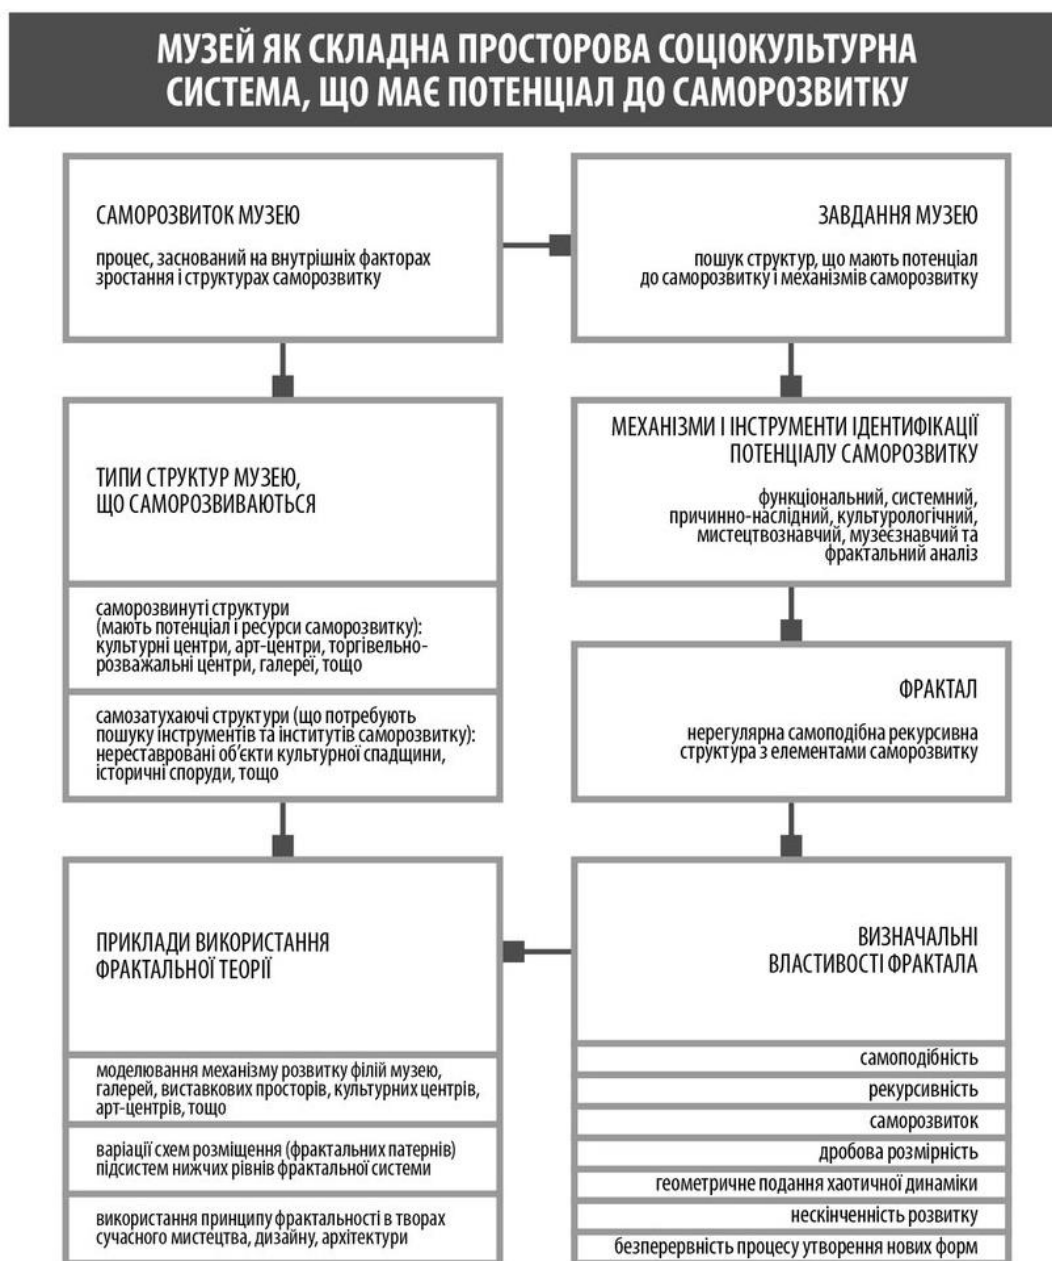 МУЗЕЙ ЯК СКЛАДНА ПРОСТОРОВА СОЦІОКУЛЬТУРНА
СИСТЕМА, ЩО МАЄ ПОТЕНЦІАЛ ДО САМОРОЗВИТКУ
САМОРОЗВИТОК МУЗЕЮ
процес, заснований на внутрішніх факторах
зростання і структурах саморозвитку
ЗАВДАННЯ МУЗЕЮ
пошук структур, що мають потенціал
до саморозвитку і механізмів саморозвитку
ТИПИ СТРУКТУР МУЗЕЮ,
ЩО САМОРОЗВИВАЮТЬСЯ
саморозвинуті структури
(мають потенціал і ресурси саморозвитку):
культурні центри, арт-центри, торгівельно-
розважальні центри, галереї, тощо
самозатухаючі структури (що потребують
пошуку інструментів та інститутів саморозвитку):
нереставровані об'єкти культурної спадщини,
історичні споруди, тощо
МЕХАНІЗМИ І ІНСТРУМЕНТИ ІДЕНТИФІКАЦІЇ
ПОТЕНЦІАЛУ САМОРОЗВИТКУ
функціональний, системний,
причинно-наслідний, культурологічний,
мистецтвознавчий, музеєзнавчий та
фрактальний аналіз
ФРАКТАЛ
нерегулярна самоподібна рекурсивна
структура з елементами саморозвитку
ПРИКЛАДИ ВИКОРИСТАННЯ
ФРАКТАЛЬНОЇ ТЕОРІЇ
моделювання механізму розвитку філій музею,
галерей, виставкових просторів, культурних центрів,
арт-центрів, тощо
варіації схем розміщення (фрактальних патернів)
підсистем нижчих рівнів фрактальної системи
використання принципу фрактальності в творах
сучасного мистецтва, дизайну, архітектури
ВИЗНАЧАЛЬНІ
ВЛАСТИВОСТІ ФРАКТАЛА
самоподібність
рекурсивність
саморозвиток
дробова розмірність
геометричне подання хаотичної динаміки
нескінченність розвитку
безперервність процесу утворення нових форм